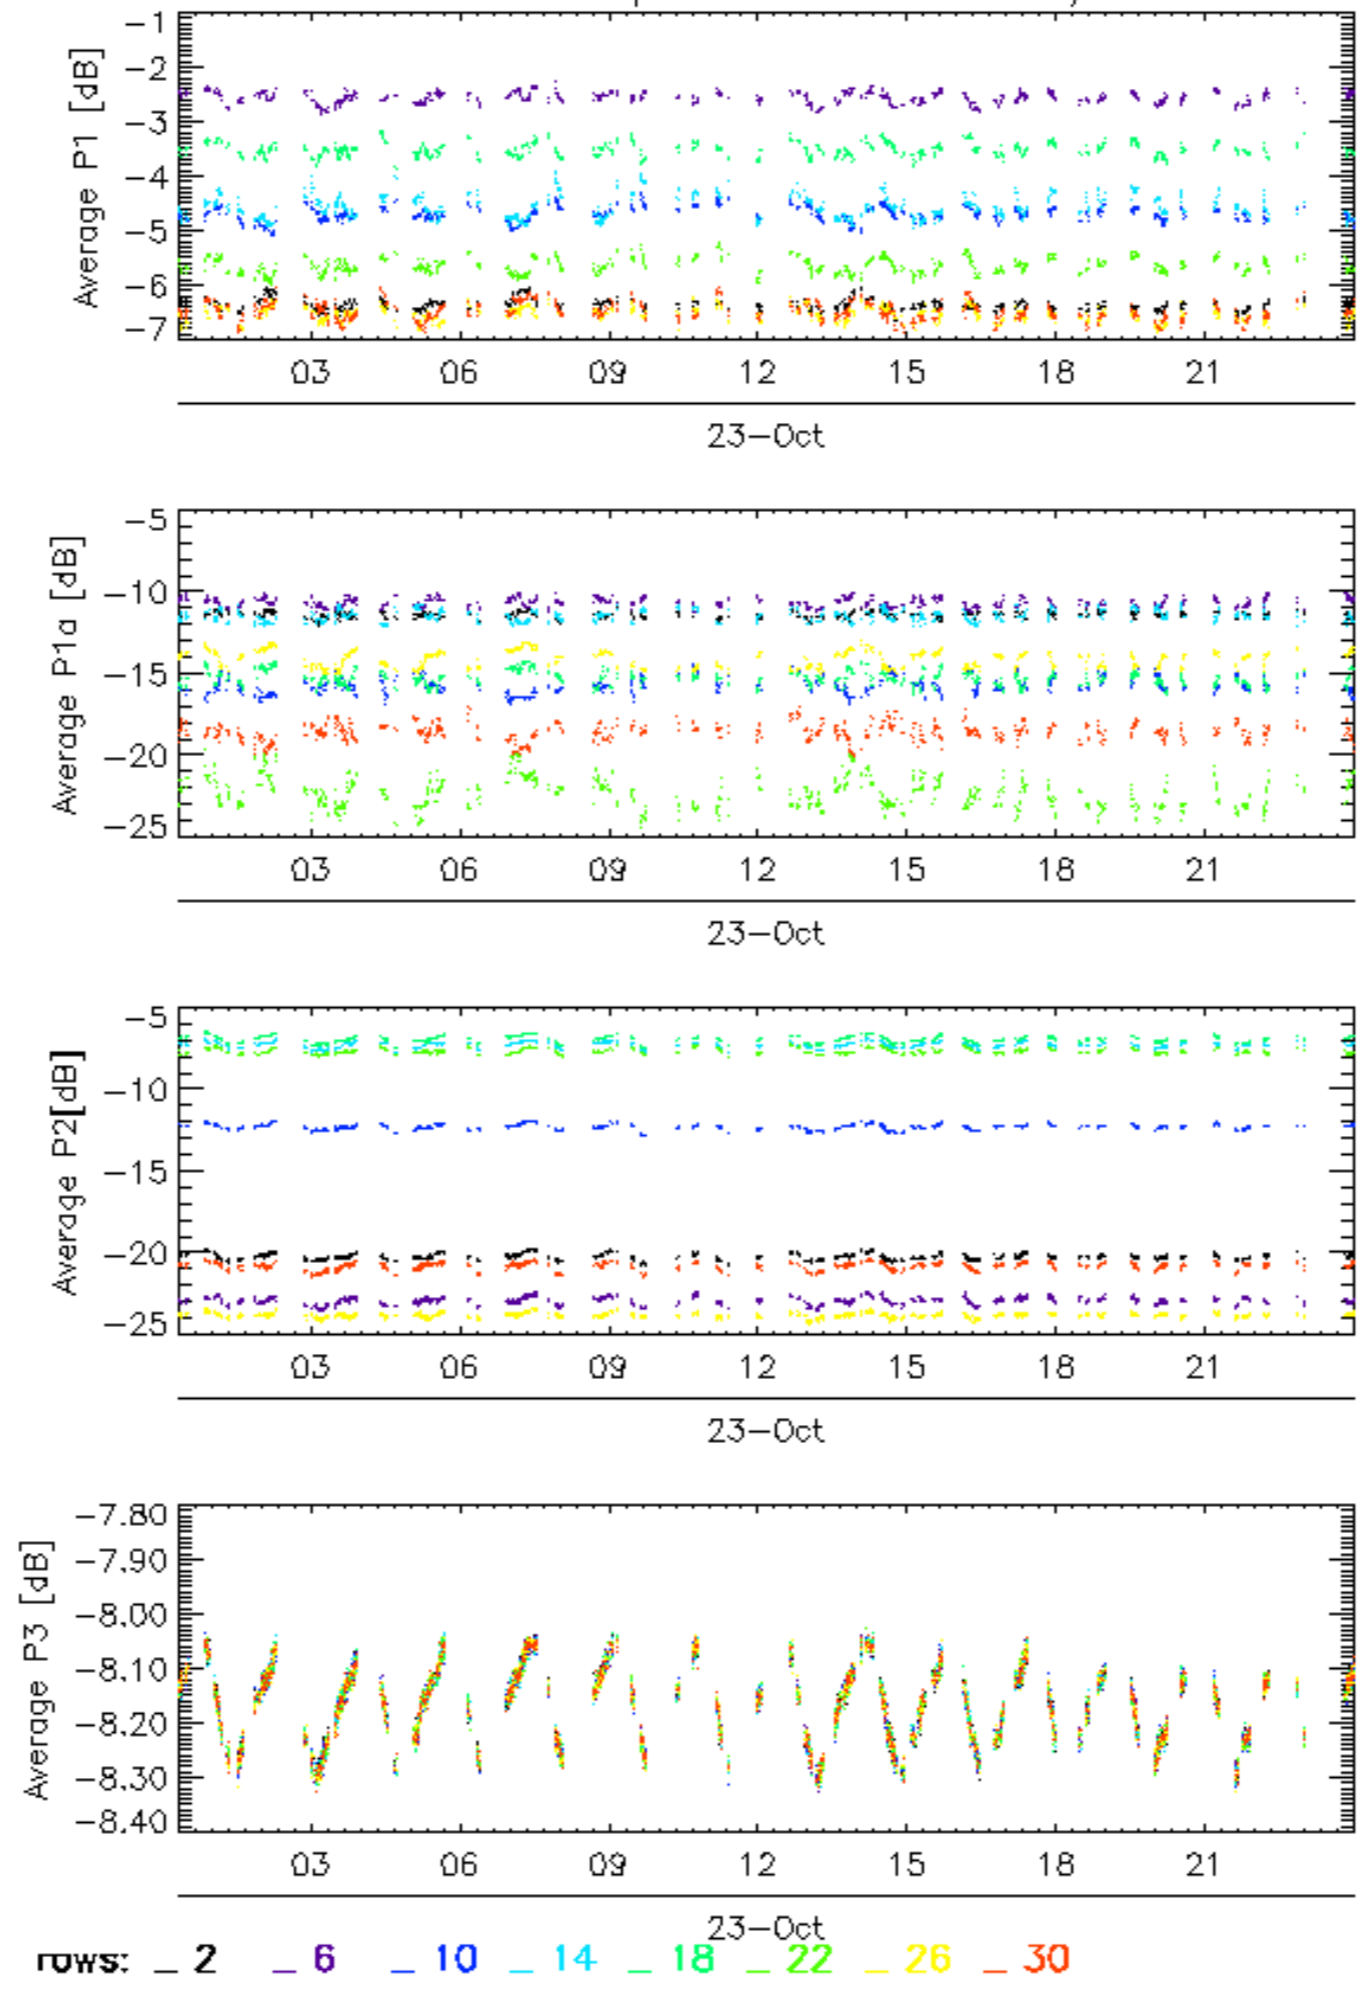 Average P1 [dB]
-1
-2
-3
-4
-5
-6
-7
03 06 09 12 15 18 21
23-Oct
Average P1a [dB]
-5
-10
-15
-20
-25
03 06 09 12 15 18 21
23-Oct
Average P2[dB]
-5
-10
-15
-20
-25
03 06 09 12 15 18 21
23-Oct
Average P3 [dB]
-7.80
-7.90
-8.00
-8.10
-8.20
-8.30
-8.40
03 06 09 12 15 18 21
23-Oct
rows: _ 2 _ 6 _ 10 _ 14 _ 18 _ 22 _ 26 _ 30